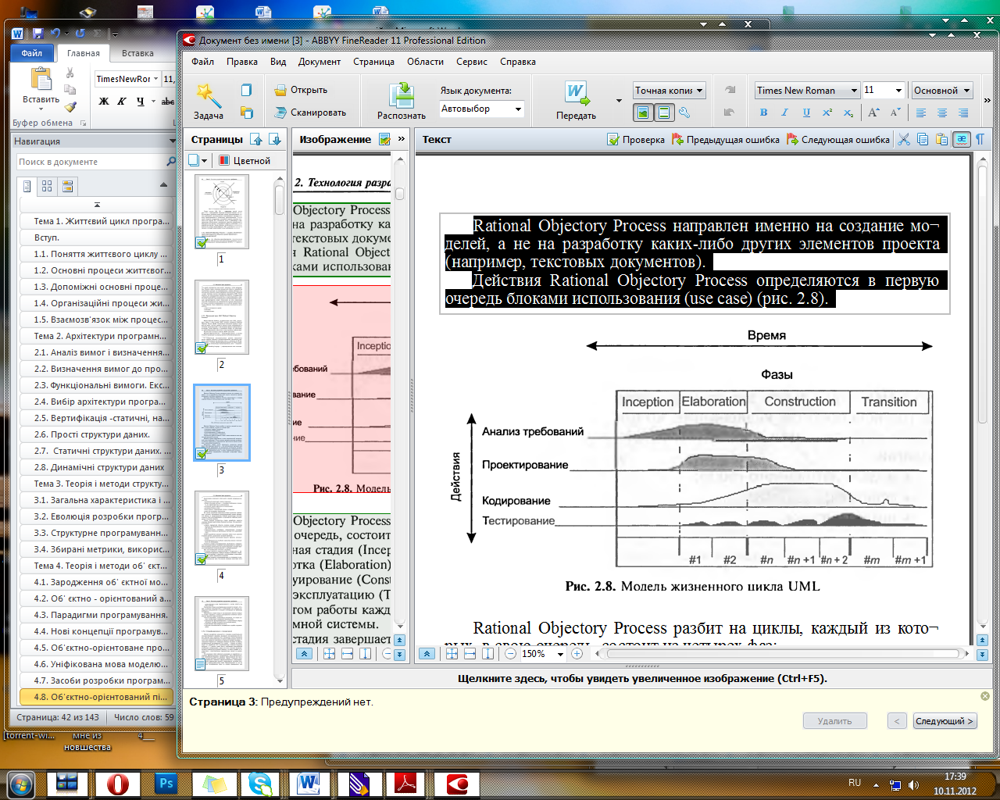 Документ без имени [3] - ABBYY FineReader 11 Professional Edition
Файл Главная Вставка
Файл Правка Вид Документ Страница Области Сервис Справка
TimesNewRor 11,
Вставить
Ж К Ч abc
Буфер обмена
Задача
Открыть
Сканировать
Распознать
Язык документа:
Автовыбор
Передать
Точная копи
Times New Roman 11 Основной
Навигация
Поиск в документе
Тема 1. Життєвий цикл програ...
Вступ.
1.1. Поняття життєвого циклу ...
1.2. Основні процеси життєвог...
1.3. Допоміжні основні проце...
1.4. Організаційні процеси жи...
1.5. Взаємозв'язок між процес...
Тема 2. Архітектури програмн...
2.1. Аналіз вимог і визначення...
2.2. Визначення вимог до про...
2.3. Функціональні вимоги. Екс...
2.4. Вибір архітектури програ...
2.5. Вертифікація -статичні, на...
2.6. Прості структури даних.
2.7. Статичні структури даних. ...
2.8. Динамічні структури даних
Тема 3. Теорія і методи структу...
3.1. Загальна характеристика і ...
3.2. Еволюція розробки прогр...
3.3. Структурне програмуванн...
3.4. Збирані метрики, викорис...
Тема 4. Теорія і методи об' єкт...
4.1. Зародження об' єктної мо...
4.2. Об' єктно - орієнтований а...
4.3. Парадигми програмування.
4.4. Нові концепції програмув...
4.5. Об'єктно-орієнтоване про...
4.6. Уніфікована мова моделю...
4.7. Засоби розробки програм...
4.8. Об'єктно-орієнтований пі...
Страница: 42 из 143 Число слов: 59
Страницы
Цветной
1
2
3
4
5
Изображение »
2. Технология разра
Objectory Process
на разработку ка
текстовых докуме
я Rational Object
ками использован
Inception
ебований
вание
ие
ние
Рис. 2.8. Модель
Objectory Process
очередь, состоит
ная стадия (Incep
отка (Elaboration)
уирование (Const
эксплуатацию (Т
том работы кажд
мной системы.
стадия завершает
Текст Проверка Предыдущая ошибка Следующая ошибка
Rational Objectory Process направлен именно на создание мо¬
делей, а не на разработку каких-либо других элементов проекта
(например, текстовых документов).
Действия Rational Objectory Process определяются в первую
очередь блоками использования (use case) (рис. 2.8).
Время
Фазы
Inception Elaboration Construction Transition
Действия
Анализ требований
Проектирование
Кодирование
Тестирование
#1 #2 #n #n +1 #n + 2 #m #m +1
Рис. 2.8. Модель жизненного цикла UML
Rational Objectory Process разбит на циклы, каждый из кото¬
рых, в свою очередь, состоит из четырех фаз:
150%
Щелкните здесь, чтобы увидеть увеличенное изображение (Ctrl+F5).
Страница 3: Предупреждений нет.
Удалить < Следующий >
[torrent-wi... мне из
новшества
4__
Ps
RU
17:39
10.11.2012